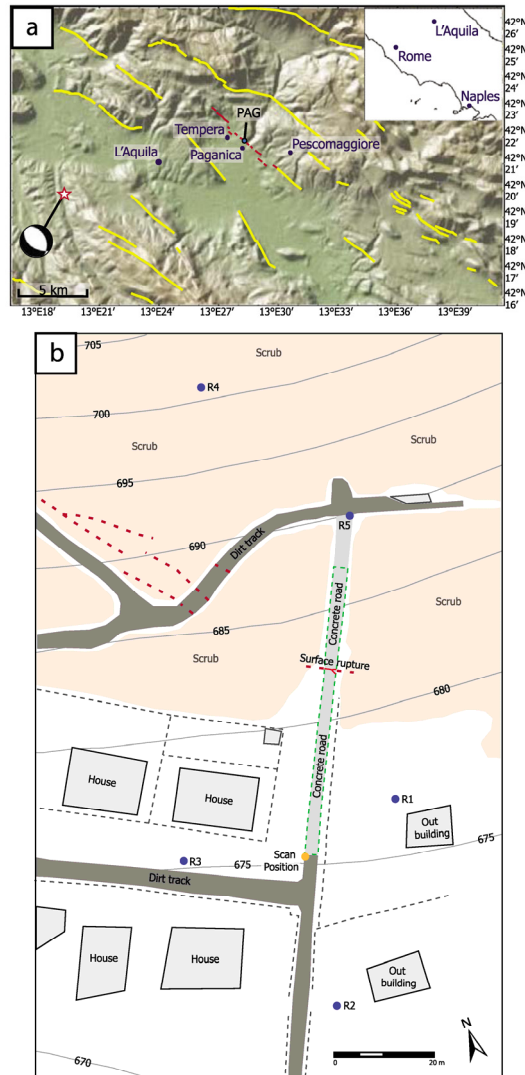 a
L'Aquila
Rome
Naples
PAG
Tempera
Paganica
Pescomaggiore
L'Aquila
5 km
42°N
26'
42°N
25'
42°N
24'
42°N
23'
42°N
22'
42°N
21'
42°N
20'
42°N
19'
42°N
18'
42°N
17'
42°N
16'
13°E18'
13°E21'
13°E24'
13°E27'
13°E30'
13°E33'
13°E36'
13°E39'
b
705
Scrub
R4
700
Scrub
Scrub
695
R5
690
Dirt track
Concrete road
Scrub
685
Scrub
Surface rupture
680
House
House
Concrete road
R1
Out
building
675
Scan
Position
R3
675
Dirt track
House
House
Out
building
R2
N
670
0
20 m